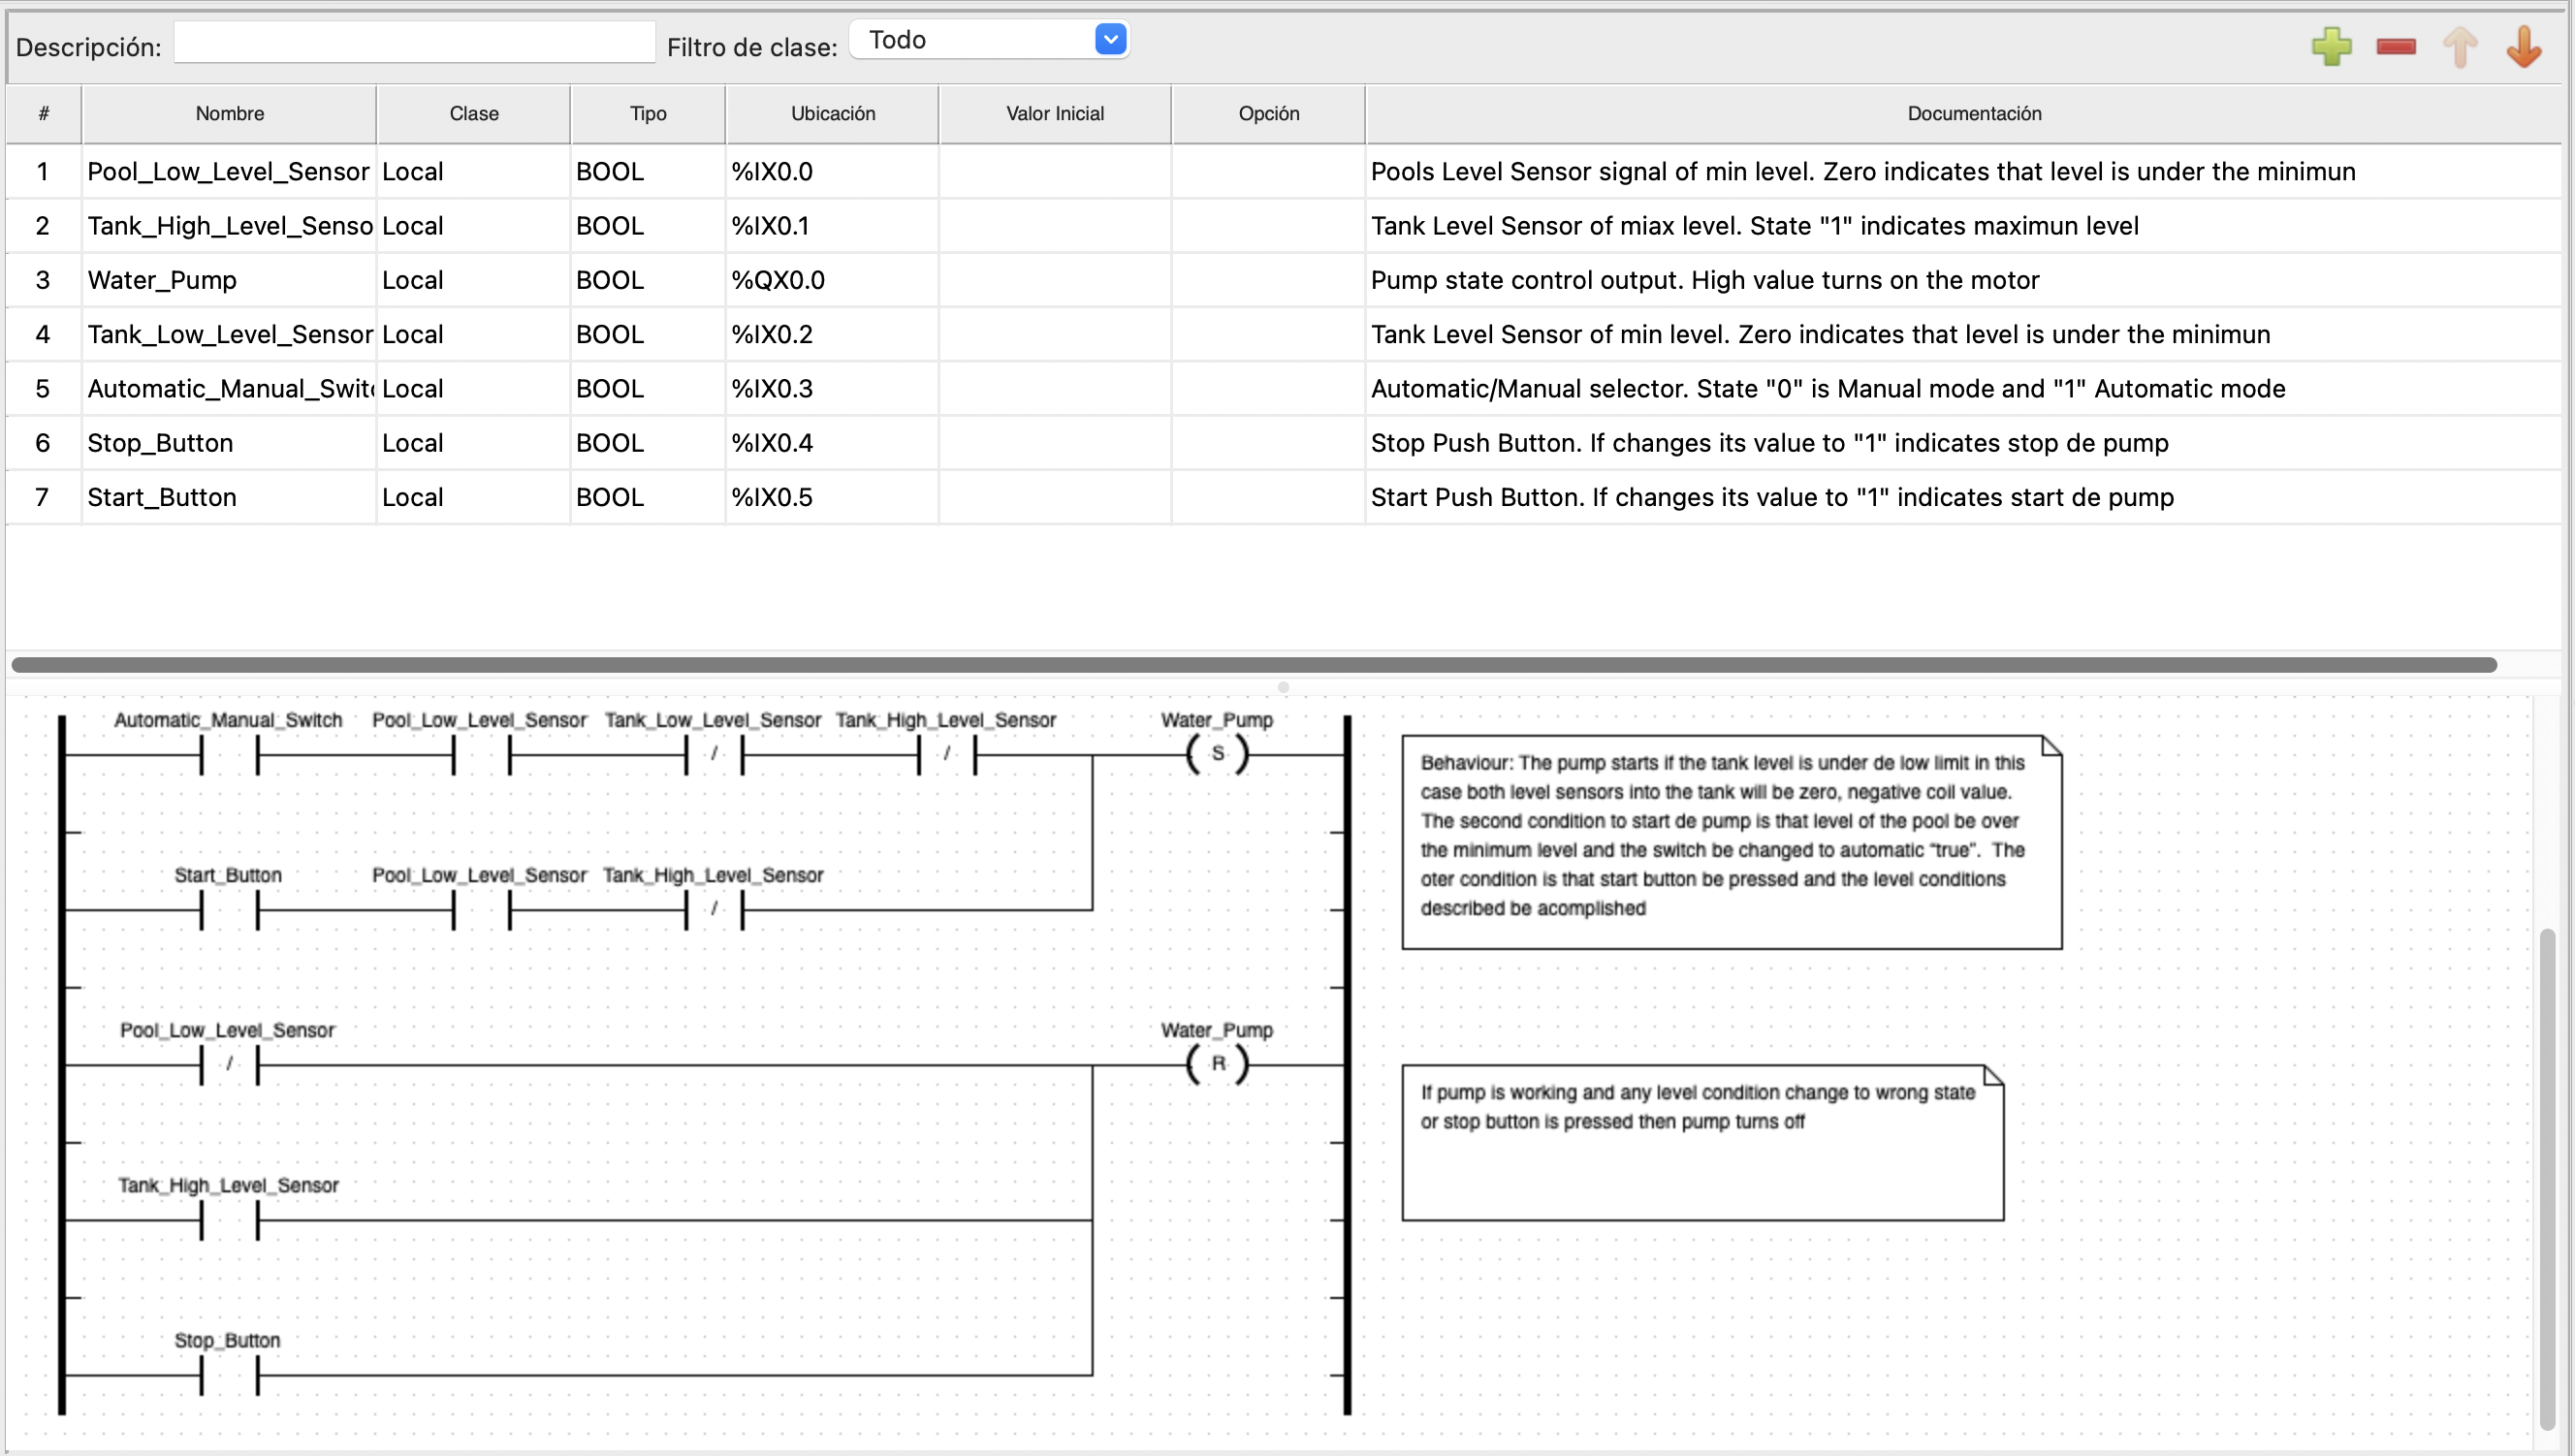 Descripción: Filtro de clase: Todo
# Nombre Clase Tipo Ubicación Valor Inicial Opción Documentación
1 Pool_Low_Level_Sensor Local BOOL %IX0.0 Pools Level Sensor signal of min level. Zero indicates that level is under the minimun
2 Tank_High_Level_Senso Local BOOL %IX0.1 Tank Level Sensor of miax level. State "1" indicates maximun level
3 Water_Pump Local BOOL %QX0.0 Pump state control output. High value turns on the motor
4 Tank_Low_Level_Sensor Local BOOL %IX0.2 Tank Level Sensor of min level. Zero indicates that level is under the minimun
5 Automatic_Manual_Swit Local BOOL %IX0.3 Automatic/Manual selector. State "0" is Manual mode and "1" Automatic mode
6 Stop_Button Local BOOL %IX0.4 Stop Push Button. If changes its value to "1" indicates stop de pump
7 Start_Button Local BOOL %IX0.5 Start Push Button. If changes its value to "1" indicates start de pump
Automatic_Manual_Switch Pool_Low_Level_Sensor Tank_Low_Level_Sensor Tank_High_Level_Sensor Water_Pump
/ / S
Behaviour: The pump starts if the tank level is under de low limit in this
case both level sensors into the tank will be zero, negative coil value.
The second condition to start de pump is that level of the pool be over
the minimum level and the switch be changed to automatic “true”. The
oter condition is that start button be pressed and the level conditions
described be acomplished
Start_Button Pool_Low_Level_Sensor Tank_High_Level_Sensor
/
Pool_Low_Level_Sensor Water_Pump
/ R
If pump is working and any level condition change to wrong state
or stop button is pressed then pump turns off
Tank_High_Level_Sensor
Stop_Button